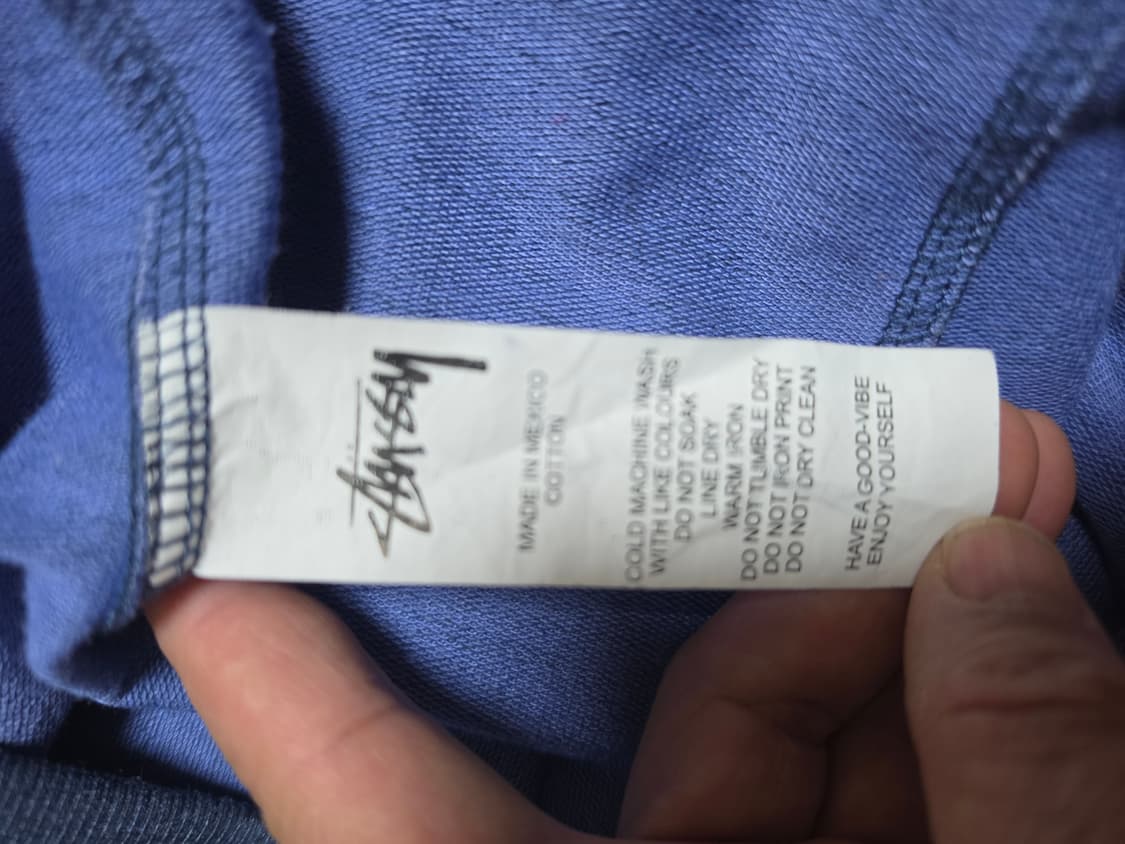 Stüssy
MADE IN MEXICO
COTTON
COLD MACHINE WASH
WITH LIKE COLOURS
DO NOT SOAK
LINE DRY
WARM IRON
DO NOT TUMBLE DRY
DO NOT IRON PRINT
DO NOT DRY CLEAN
HAVE A GOOD-VIBE
ENJOY YOURSELF